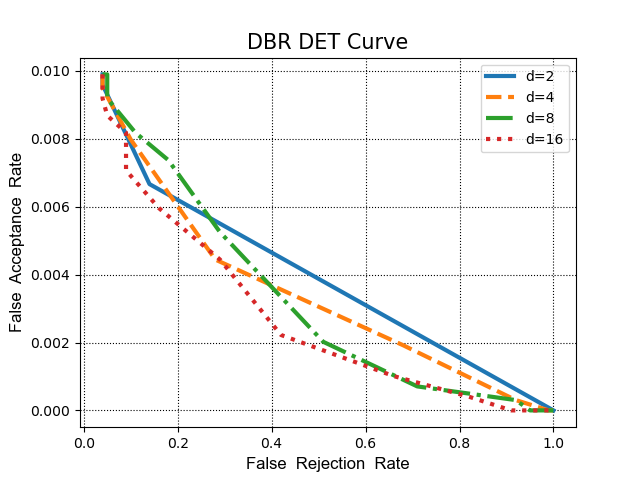 DBR DET Curve
d=2
d=4
d=8
d=16
0.010
0.008
0.006
0.004
0.002
0.000
False Acceptance Rate
0.0
0.2
0.4
0.6
0.8
1.0
False Rejection Rate